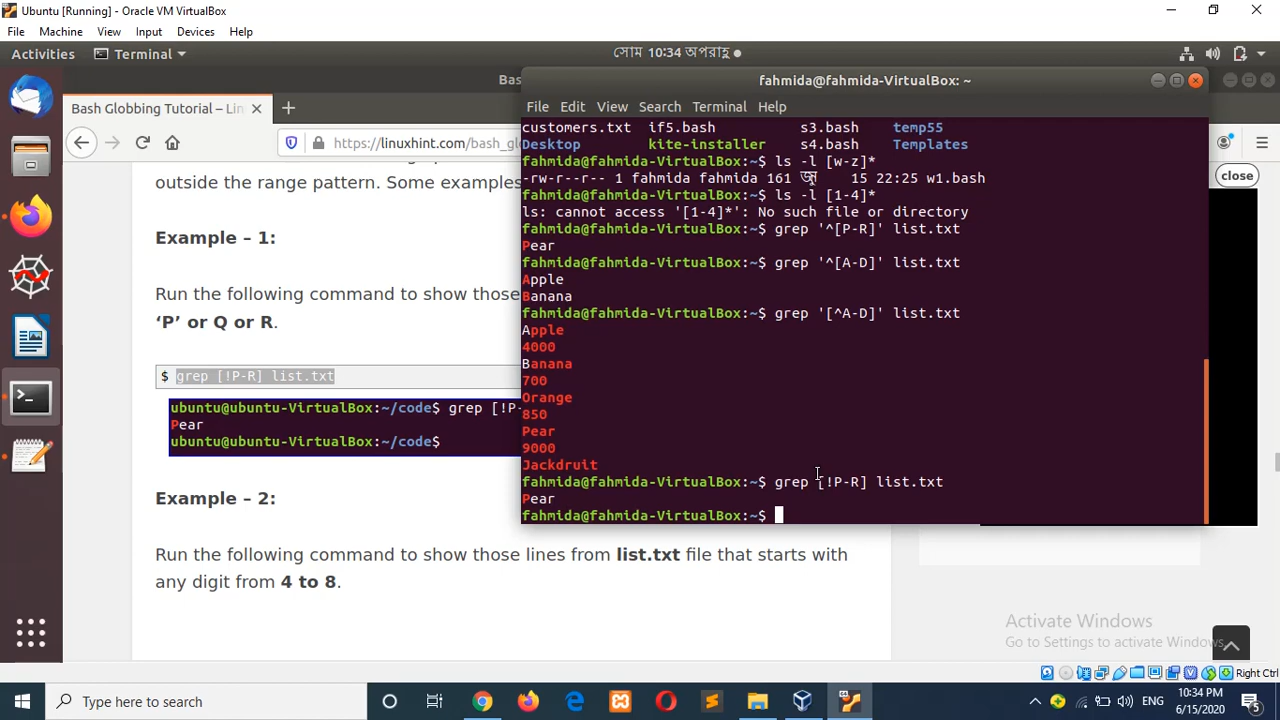 Ubuntu [Running] - Oracle VM VirtualBox
File Machine View Input Devices Help
Activities Terminal সোম 10:34 অপরাহ্ণ
Bash Globbing Tutorial – Lin
https://linuxhint.com/bash_gl
close
outside the range pattern. Some examples
Example – 1:
Run the following command to show those
‘P’ or Q or R.
$ grep [!P-R] list.txt
ubuntu@ubuntu-VirtualBox:~/code$ grep [!P-
Pear
ubuntu@ubuntu-VirtualBox:~/code$
Example – 2:
Run the following command to show those lines from list.txt file that starts with
any digit from 4 to 8.
Bas
fahmida@fahmida-VirtualBox: ~
File Edit View Search Terminal Help
customers.txt if5.bash s3.bash temp55
Desktop kite-installer s4.bash Templates
fahmida@fahmida-VirtualBox:~$ ls -l [w-z]*
-rw-r--r-- 1 fahmida fahmida 161 15 22:25 w1.bash
fahmida@fahmida-VirtualBox:~$ ls -l [1-4]*
ls: cannot access '[1-4]*': No such file or directory
fahmida@fahmida-VirtualBox:~$ grep '^[P-R]' list.txt
Pear
fahmida@fahmida-VirtualBox:~$ grep '^[A-D]' list.txt
Apple
Banana
fahmida@fahmida-VirtualBox:~$ grep '[^A-D]' list.txt
Apple
4000
Banana
700
Orange
850
Pear
9000
Jackdruit
fahmida@fahmida-VirtualBox:~$ grep [!P-R] list.txt
Pear
fahmida@fahmida-VirtualBox:~$
Activate Windows
Go to Settings to activate Windows.
Right Ctrl
Type here to search
ENG
10:34 PM
6/15/2020
5